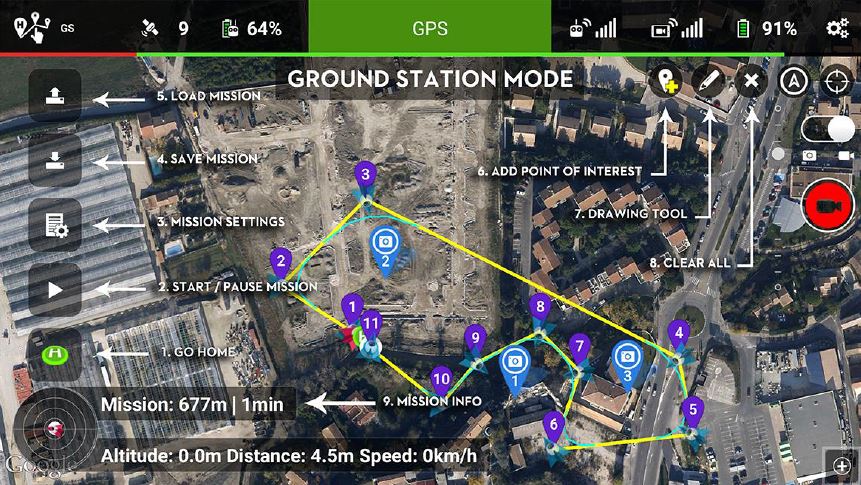 GS 9 64% GPS 91%
GROUND STATION MODE
5. LOAD MISSION
4. SAVE MISSION
6. ADD POINT OF INTEREST
3
3. MISSION SETTINGS
7. DRAWING TOOL
2
2
8. CLEAR ALL
2. START / PAUSE MISSION
1
11
8
4
9
7
1. GO HOME
10
1
3
Mission: 677m | 1min
9. MISSION INFO
5
6
Altitude: 0.0m Distance: 4.5m Speed: 0km/h
Google